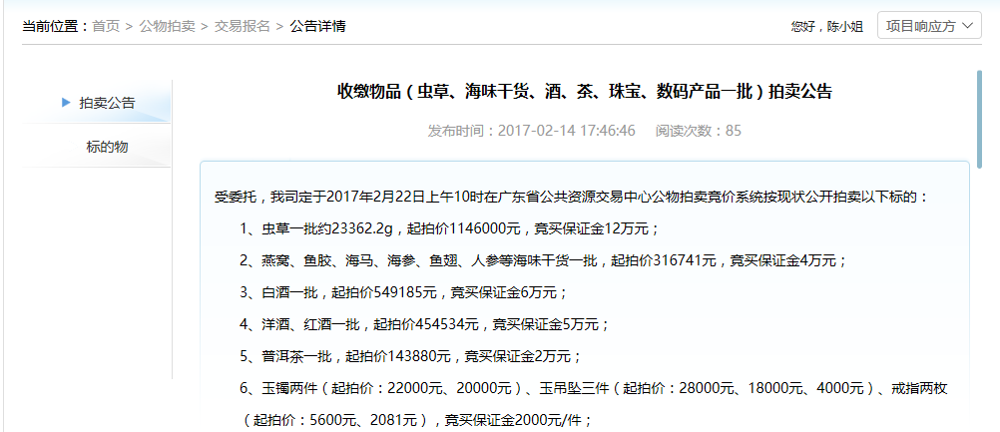 当前位置：首页 > 公物拍卖 > 交易报名 > 公告详情
您好，陈小姐 项目响应方
拍卖公告
标的物
收缴物品（虫草、海味干货、酒、茶、珠宝、数码产品一批）拍卖公告
发布时间：2017-02-14 17:46:46 阅读次数：85
受委托，我司定于2017年2月22日上午10时在广东省公共资源交易中心公物拍卖竞价系统按现状公开拍卖以下标的：
1、虫草一批约23362.2g，起拍价1146000元，竞买保证金12万元；
2、燕窝、鱼胶、海马、海参、鱼翅、人参等海味干货一批，起拍价316741元，竞买保证金4万元；
3、白酒一批，起拍价549185元，竞买保证金6万元；
4、洋酒、红酒一批，起拍价454534元，竞买保证金5万元；
5、普洱茶一批，起拍价143880元，竞买保证金2万元；
6、玉镯两件（起拍价：22000元、20000元）、玉吊坠三件（起拍价：28000元、18000元、4000元）、戒指两枚
（起拍价：5600元、2081元），竞买保证金2000元/件；